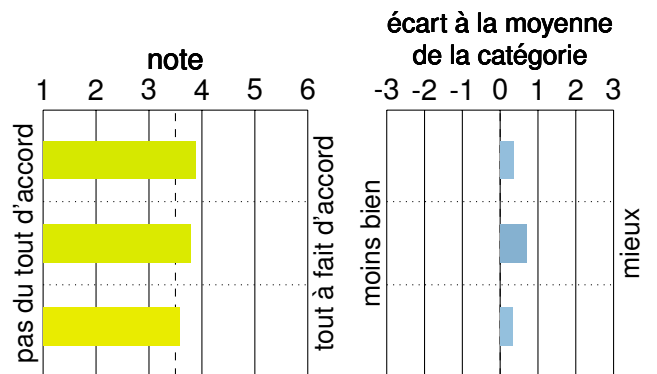 note
1 2 3 4 5 6
pas du tout d'accord
tout à fait d'accord
écart à la moyenne
de la catégorie
-3 -2 -1 0 1 2 3
moins bien
mieux